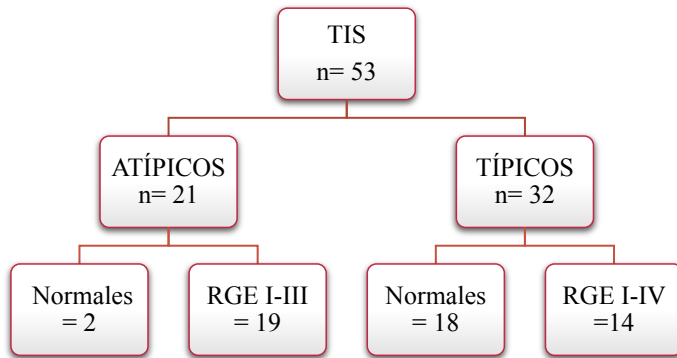 TIS
n= 53
ATÍPICOS
n= 21
TÍPICOS
n= 32
Normales
= 2
RGE I-III
= 19
Normales
= 18
RGE I-IV
=14